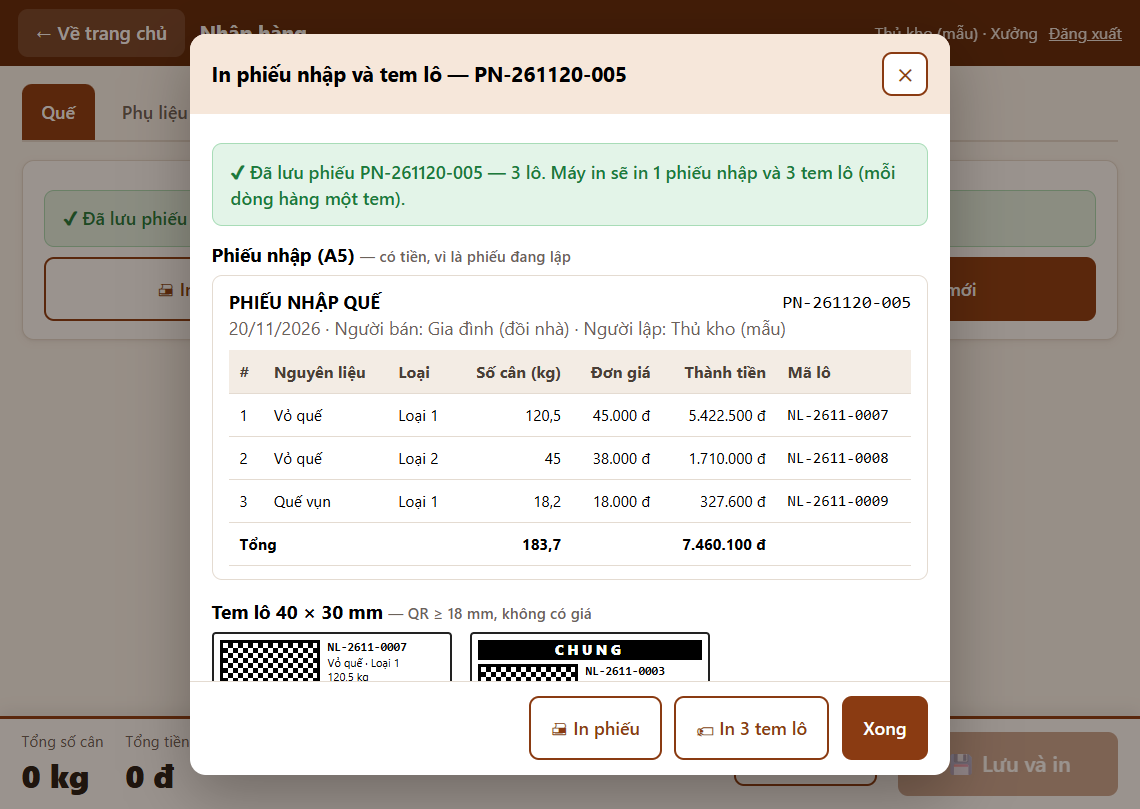 ← Về trang chủ
Nhận hàng
Thủ kho (mẫu) · Xưởng Đăng xuất
Quế Phụ liệu
✔ Đã lưu phiếu
mới
In phiếu nhập và tem lô — PN-261120-005
×
✔ Đã lưu phiếu PN-261120-005 — 3 lô. Máy in sẽ in 1 phiếu nhập và 3 tem lô (mỗi
dòng hàng một tem).
Phiếu nhập (A5) — có tiền, vì là phiếu đang lập
PHIẾU NHẬP QUẾ PN-261120-005
20/11/2026 · Người bán: Gia đình (đồi nhà) · Người lập: Thủ kho (mẫu)
# Nguyên liệu Loại Số cân (kg) Đơn giá Thành tiền Mã lô
1 Vỏ quế Loại 1 120,5 45.000 đ 5.422.500 đ NL-2611-0007
2 Vỏ quế Loại 2 45 38.000 đ 1.710.000 đ NL-2611-0008
3 Quế vụn Loại 1 18,2 18.000 đ 327.600 đ NL-2611-0009
Tổng 183,7 7.460.100 đ
Tem lô 40 × 30 mm — QR ≥ 18 mm, không có giá
NL-2611-0007
Vỏ quế · Loại 1
120,5 kg
CHUNG
NL-2611-0003
In phiếu
In 3 tem lô
Xong
Tổng số cân Tổng tiền
0 kg 0 đ
Lưu và in